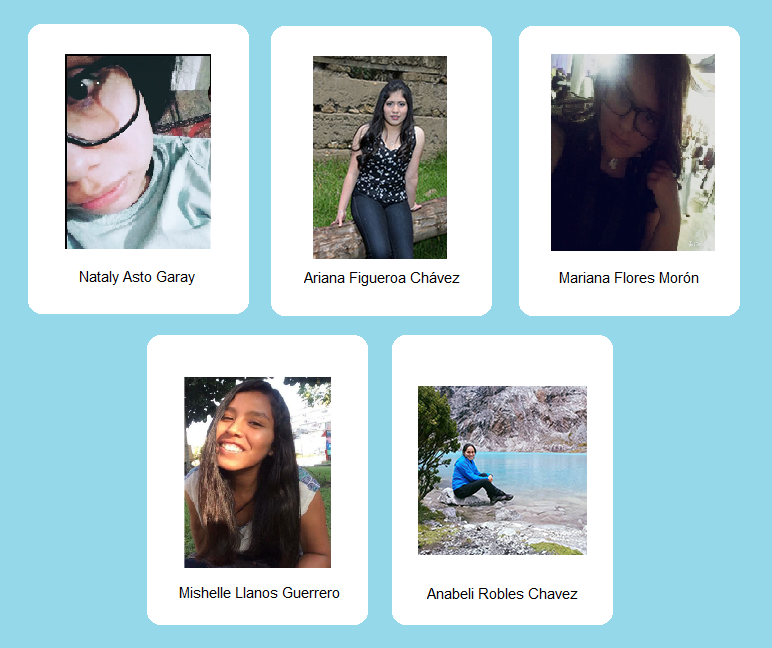 Nataly Asto Garay
Ariana Figueroa Chávez
Mariana Flores Morón
Mishelle Llanos Guerrero
Anabeli Robles Chavez